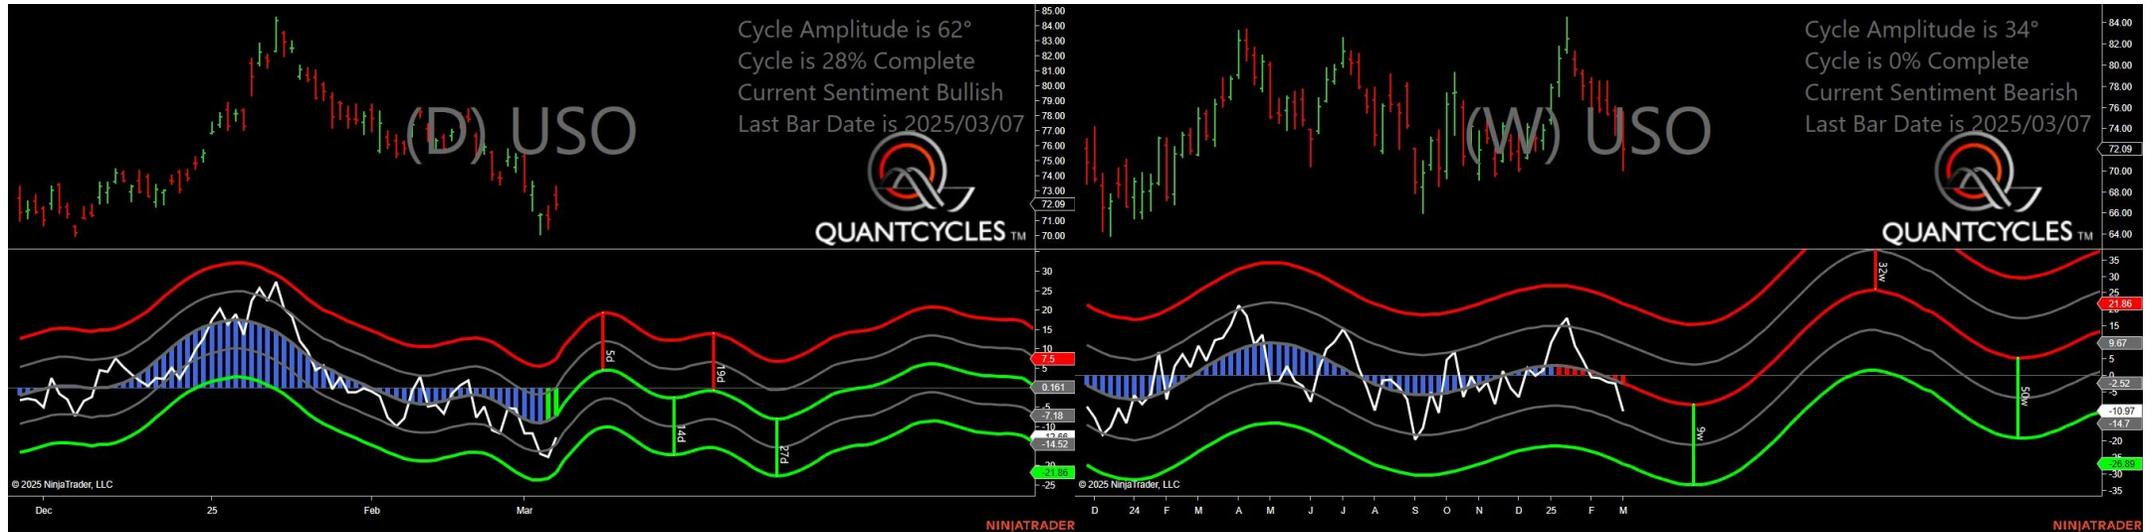 Cycle Amplitude is 62°
Cycle is 28% Complete
Current Sentiment Bullish
Last Bar Date is 2025/03/07
(D) USO
QUANTCYCLES TM
85.00
84.00
83.00
82.00
81.00
80.00
79.00
78.00
77.00
76.00
75.00
74.00
73.00
72.09
71.00
70.00
30
25
20
15
10
7.5
5
0.161
-5
-7.18
-10
-14.52
-21.86
-25
5d
14d
19d
27d
© 2025 NinjaTrader, LLC
Dec
25
Feb
Mar
NINJATRADER
Cycle Amplitude is 34°
Cycle is 0% Complete
Current Sentiment Bearish
Last Bar Date is 2025/03/07
(W) USO
QUANTCYCLES TM
84.00
82.00
80.00
78.00
76.00
74.00
72.09
70.00
68.00
66.00
64.00
35
30
25
21.86
15
9.67
5
0
-2.52
-5
-10.97
-14.7
-20
-26.89
-30
-35
9w
32w
50w
© 2025 NinjaTrader, LLC
D
24
F
M
A
M
J
J
A
S
O
N
D
25
F
M
NINJATRADER